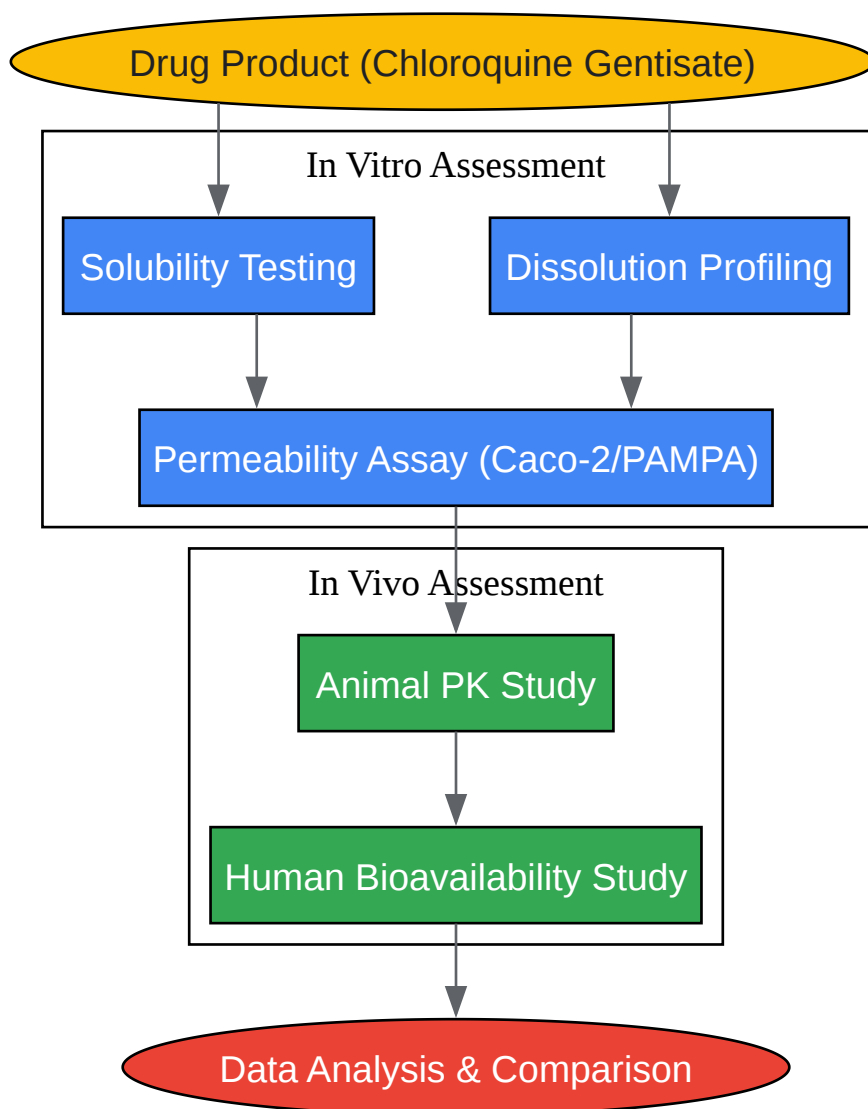 Drug Product (Chloroquine Gentisate)
In Vitro Assessment
Solubility Testing
Dissolution Profiling
Permeability Assay (Caco-2/PAMPA)
In Vivo Assessment
Animal PK Study
Human Bioavailability Study
Data Analysis & Comparison